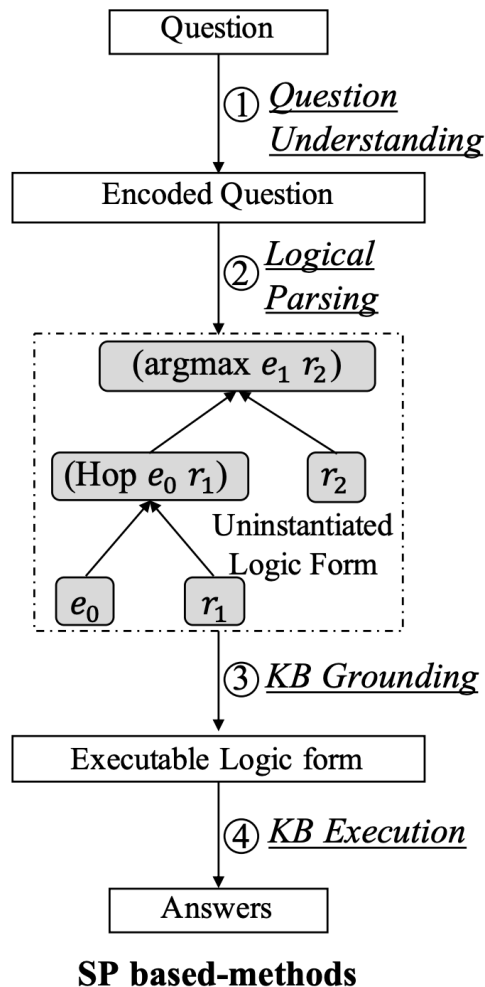 Question
① Question
Understanding
Encoded Question
② Logical
Parsing
(argmax e₁ r₂)
(Hop e₀ r₁)
r₂
Uninstantiated
Logic Form
e₀
r₁
③ KB Grounding
Executable Logic form
④ KB Execution
Answers
SP based-methods